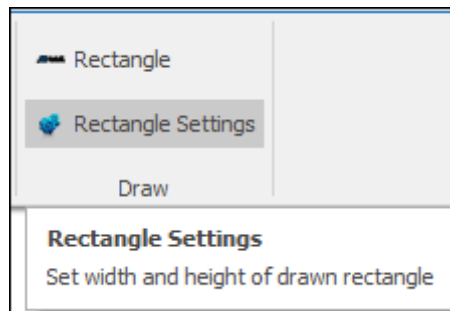 Rectangle
Rectangle Settings
Draw
Rectangle Settings
Set width and height of drawn rectangle